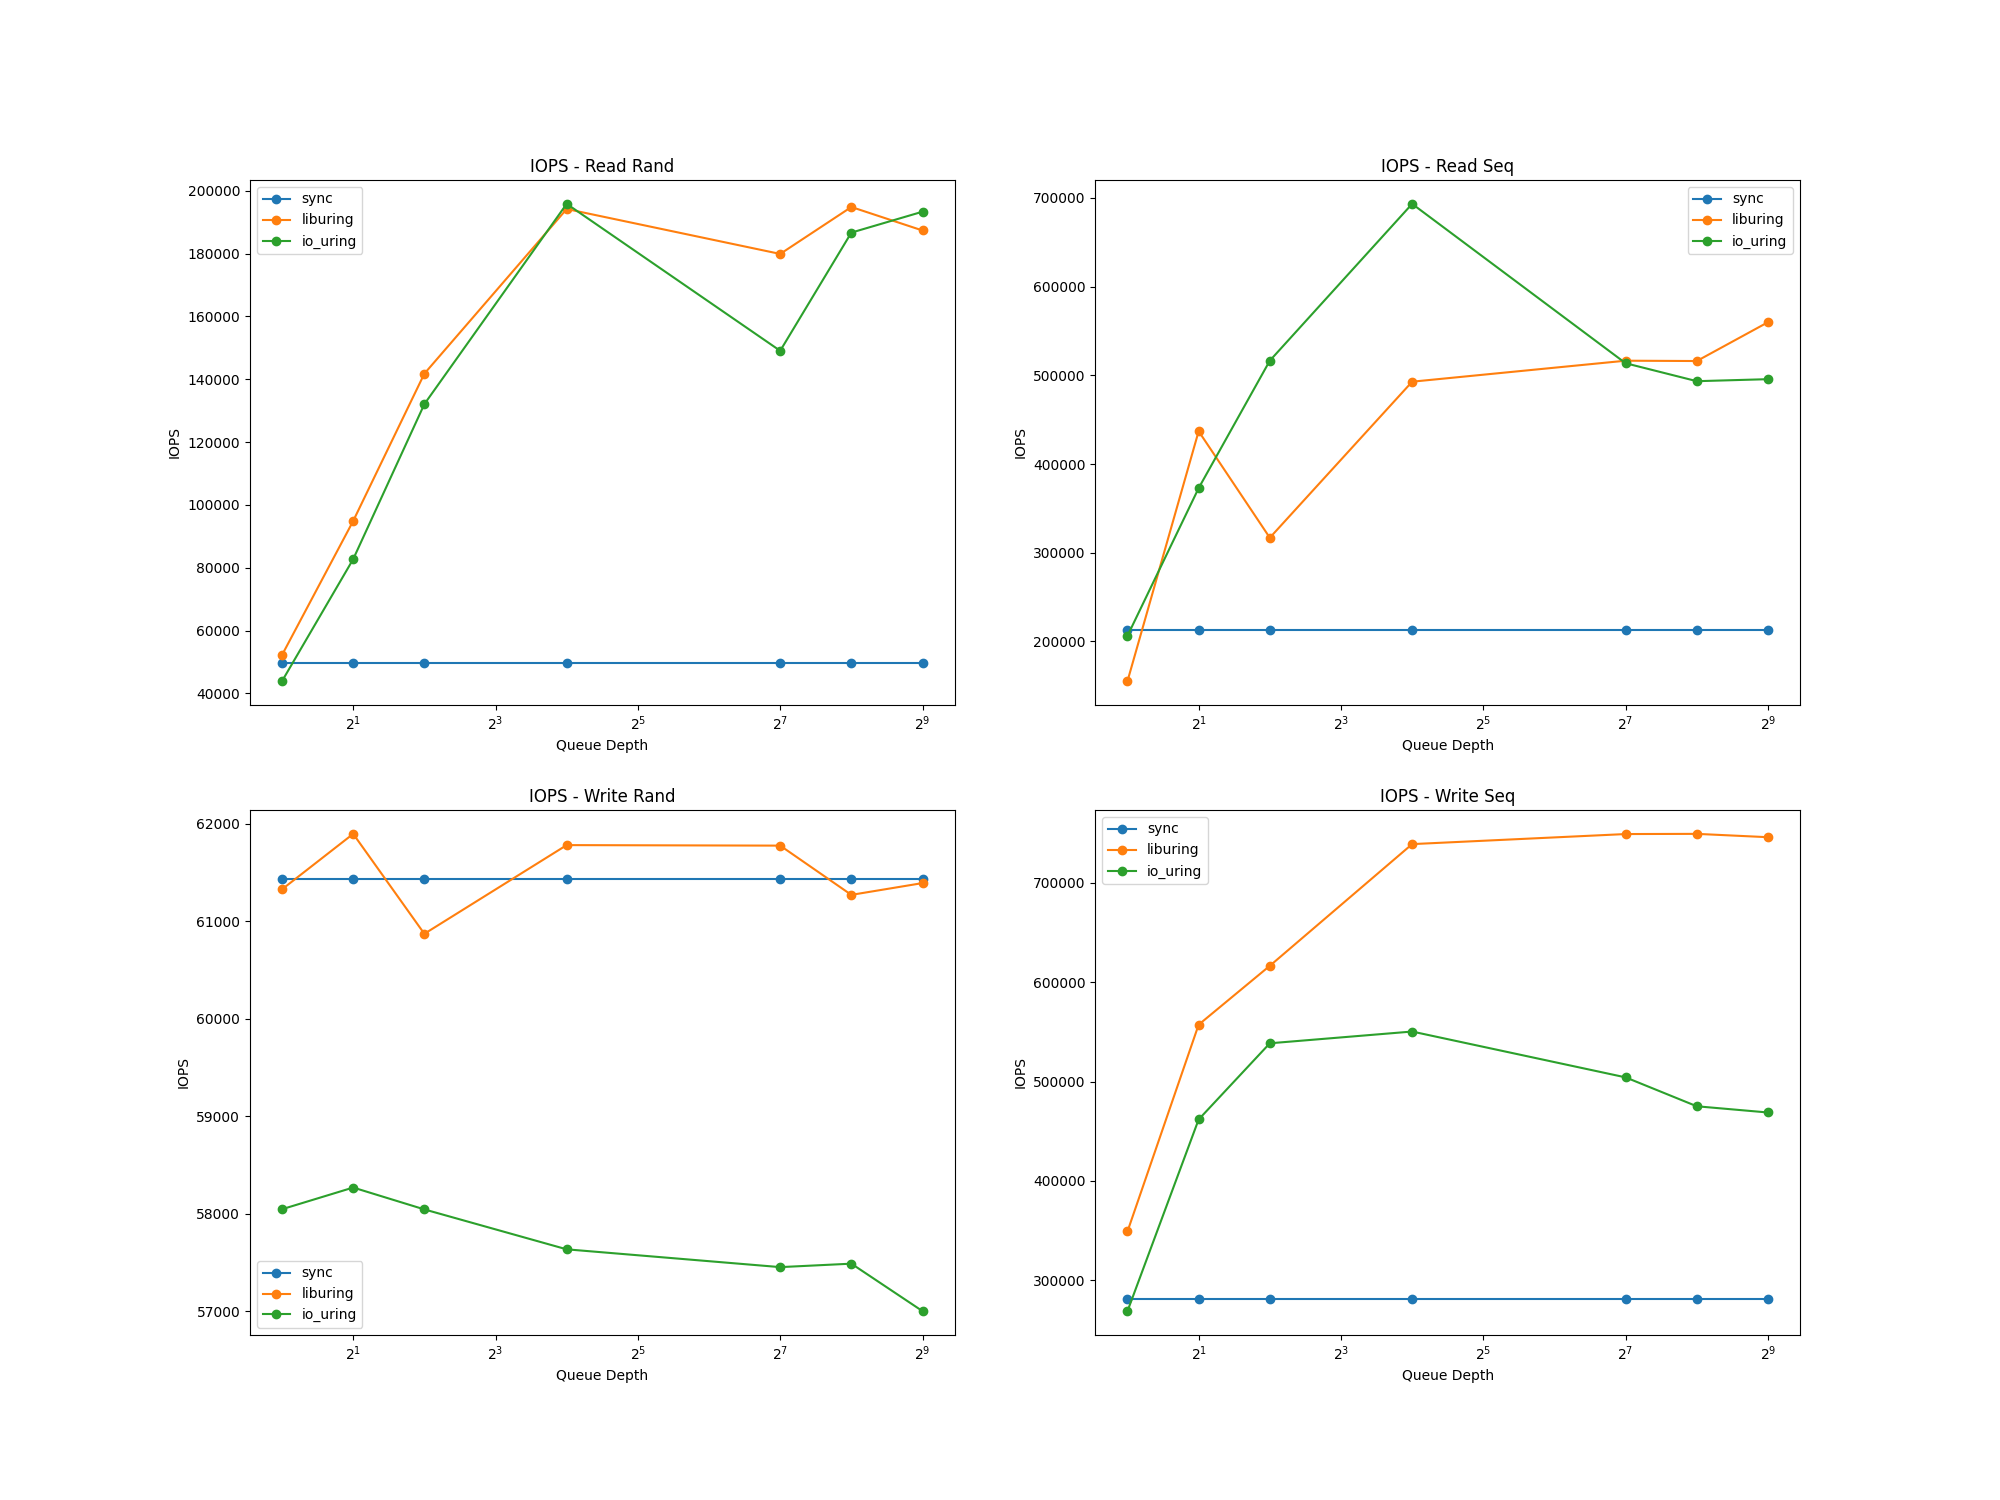 IOPS - Read Rand
200000
180000
160000
140000
120000
100000
80000
60000
40000
IOPS
sync
liburing
io_uring
2^1
2^3
2^5
2^7
2^9
Queue Depth
IOPS - Read Seq
700000
600000
500000
400000
300000
200000
IOPS
sync
liburing
io_uring
2^1
2^3
2^5
2^7
2^9
Queue Depth
IOPS - Write Rand
62000
61000
60000
59000
58000
57000
IOPS
sync
liburing
io_uring
2^1
2^3
2^5
2^7
2^9
Queue Depth
IOPS - Write Seq
700000
600000
500000
400000
300000
IOPS
sync
liburing
io_uring
2^1
2^3
2^5
2^7
2^9
Queue Depth